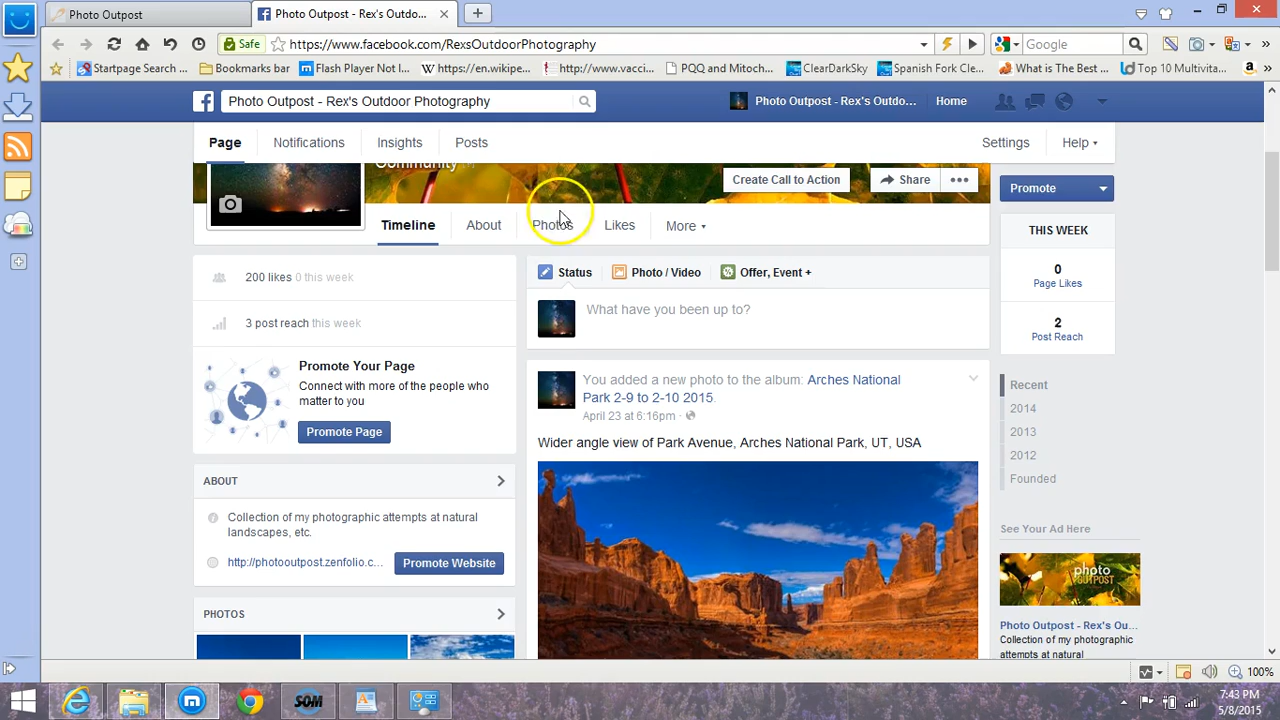 Photo Outpost
Photo Outpost - Rex's Outdo...
Safe
https://www.facebook.com/RexsOutdoorPhotography
Google
Startpage Search ...
Bookmarks bar
Flash Player Not I...
https://en.wikipe...
http://www.vacci...
PQQ and Mitoch...
ClearDarkSky
Spanish Fork Cle...
What is The Best ...
Top 10 Multivita...
Photo Outpost - Rex's Outdoor Photography
Photo Outpost - Rex's Outdo...
Home
Page
Notifications
Insights
Posts
Settings
Help
Community
Create Call to Action
Share
Promote
Timeline
About
Photos
Likes
More
THIS WEEK
0
Page Likes
2
Post Reach
200 likes 0 this week
3 post reach this week
Promote Your Page
Connect with more of the people who
matter to you
Promote Page
ABOUT
Collection of my photographic attempts at natural
landscapes, etc.
http://photooutpost.zenfolio.c...
Promote Website
PHOTOS
Status
Photo / Video
Offer, Event +
What have you been up to?
You added a new photo to the album: Arches National
Park 2-9 to 2-10 2015.
April 23 at 6:16pm
Wider angle view of Park Avenue, Arches National Park, UT, USA
Recent
2014
2013
2012
Founded
See Your Ad Here
photo
OUTPOST
Photo Outpost - Rex's Ou...
Collection of my photographic
attempts at natural
100%
SOM
7:43 PM
5/8/2015